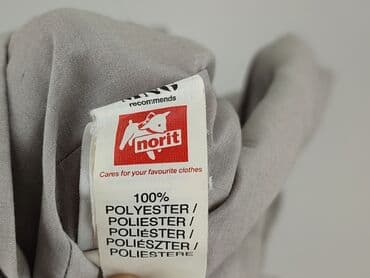 recommends
norit
Cares for your favourite clothes
100%
POLYESTER /
POLIESTER /
POLIÉSTER /
POLIÉSZTER /
POLIESTERE